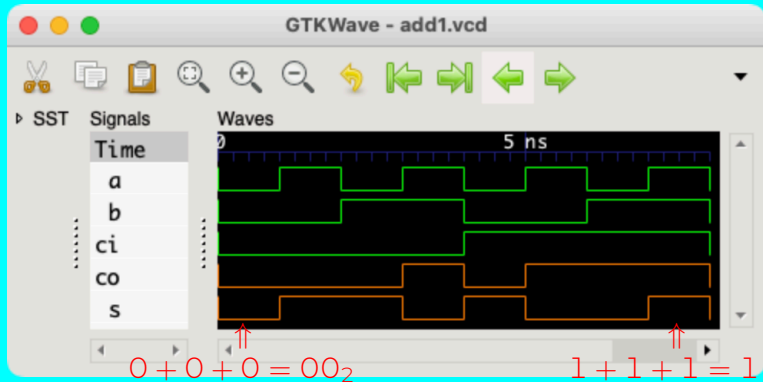 GTKWave - add1.vcd
SST Signals Waves
Time 0 5 ns
a
b
ci
co
s
0 + 0 + 0 = 00₂ 1 + 1 + 1 = 1